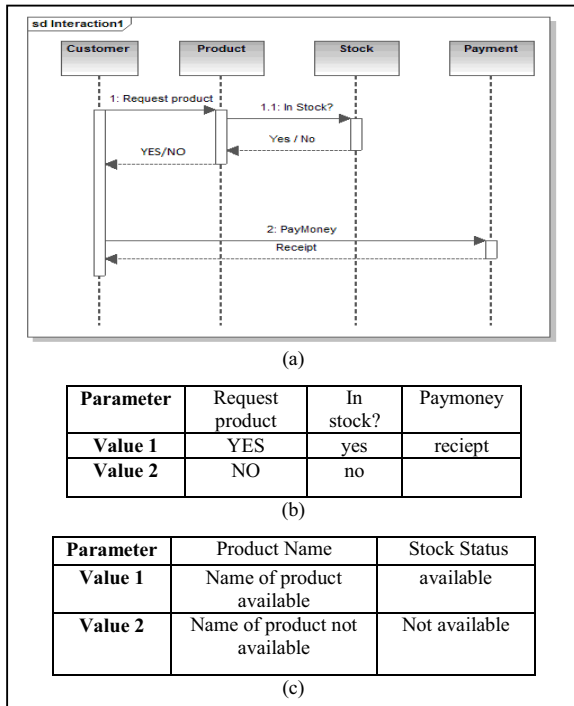 sd Interaction1
Customer Product Stock Payment
1: Request product
1.1: In Stock?
Yes / No
YES/NO
2: PayMoney
Receipt
(a)
Parameter Request product In stock? Paymoney
Value 1 YES yes reciept
Value 2 NO no
(b)
Parameter Product Name Stock Status
Value 1 Name of product available available
Value 2 Name of product not available Not available
(c)